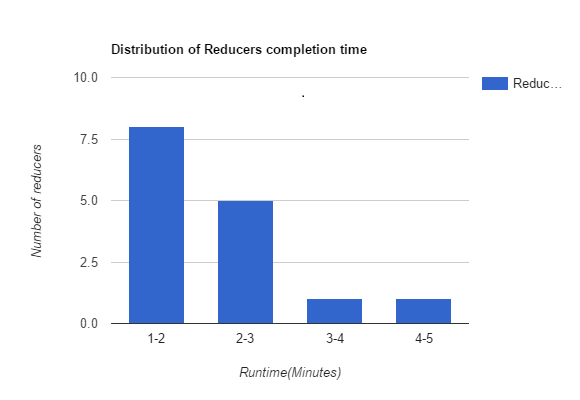 Distribution of Reducers completion time
10.0
7.5
5.0
2.5
0.0
Number of reducers
Reduc...
1-2 2-3 3-4 4-5
Runtime(Minutes)